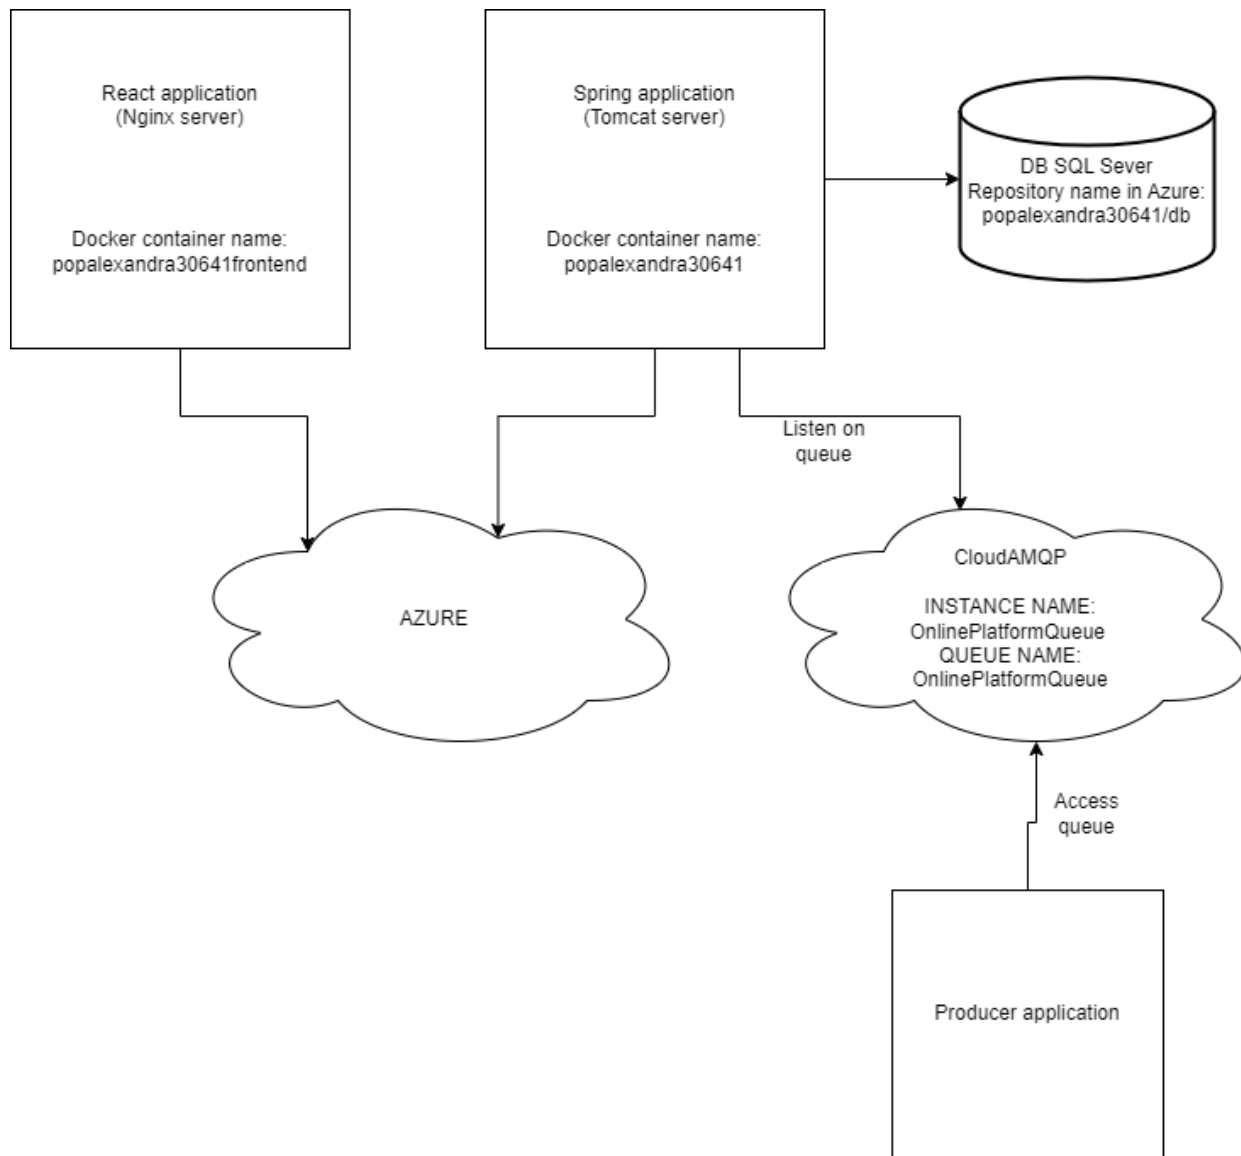 React application
(Nginx server)
Docker container name:
popalexandra30641frontend
Spring application
(Tomcat server)
Docker container name:
popalexandra30641
DB SQL Sever
Repository name in Azure:
popalexandra30641/db
Listen on
queue
AZURE
CloudAMQP
INSTANCE NAME:
OnlinePlatformQueue
QUEUE NAME:
OnlinePlatformQueue
Access
queue
Producer application